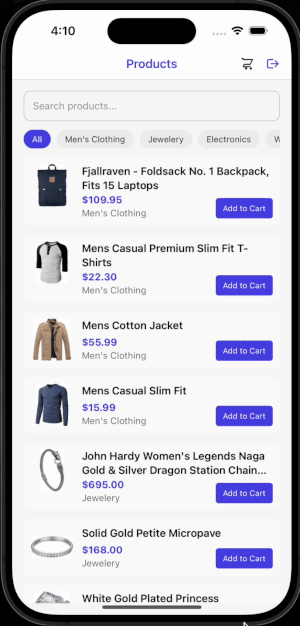 4:10
Products
Search products...
All
Men's Clothing
Jewelery
Electronics
W
Fjallraven - Foldsack No. 1 Backpack,
Fits 15 Laptops
$109.95
Men's Clothing
Add to Cart
Mens Casual Premium Slim Fit T-
Shirts
$22.30
Men's Clothing
Add to Cart
Mens Cotton Jacket
$55.99
Men's Clothing
Add to Cart
Mens Casual Slim Fit
$15.99
Men's Clothing
Add to Cart
John Hardy Women's Legends Naga
Gold & Silver Dragon Station Chain...
$695.00
Jewelery
Add to Cart
Solid Gold Petite Micropave
$168.00
Jewelery
Add to Cart
White Gold Plated Princess